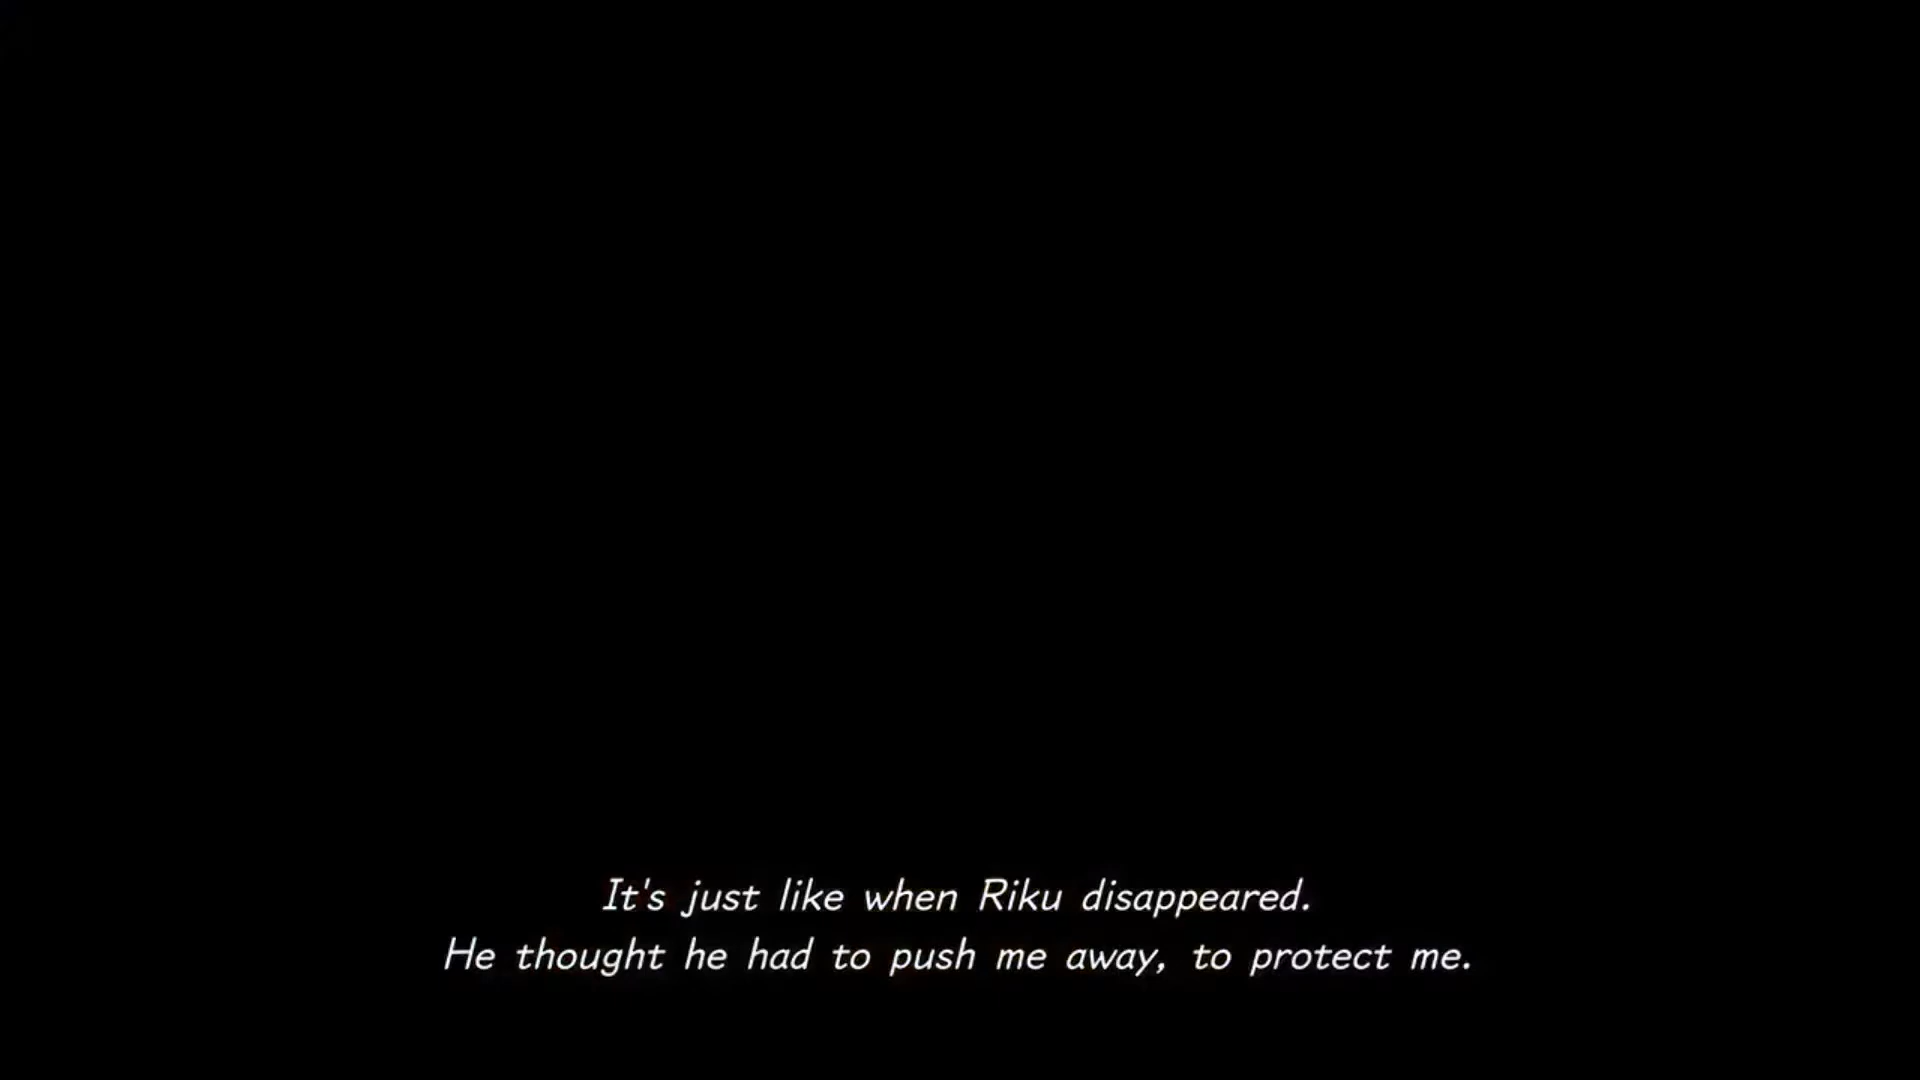 It's just like when Riku disappeared.
He thought he had to push me away, to protect me.